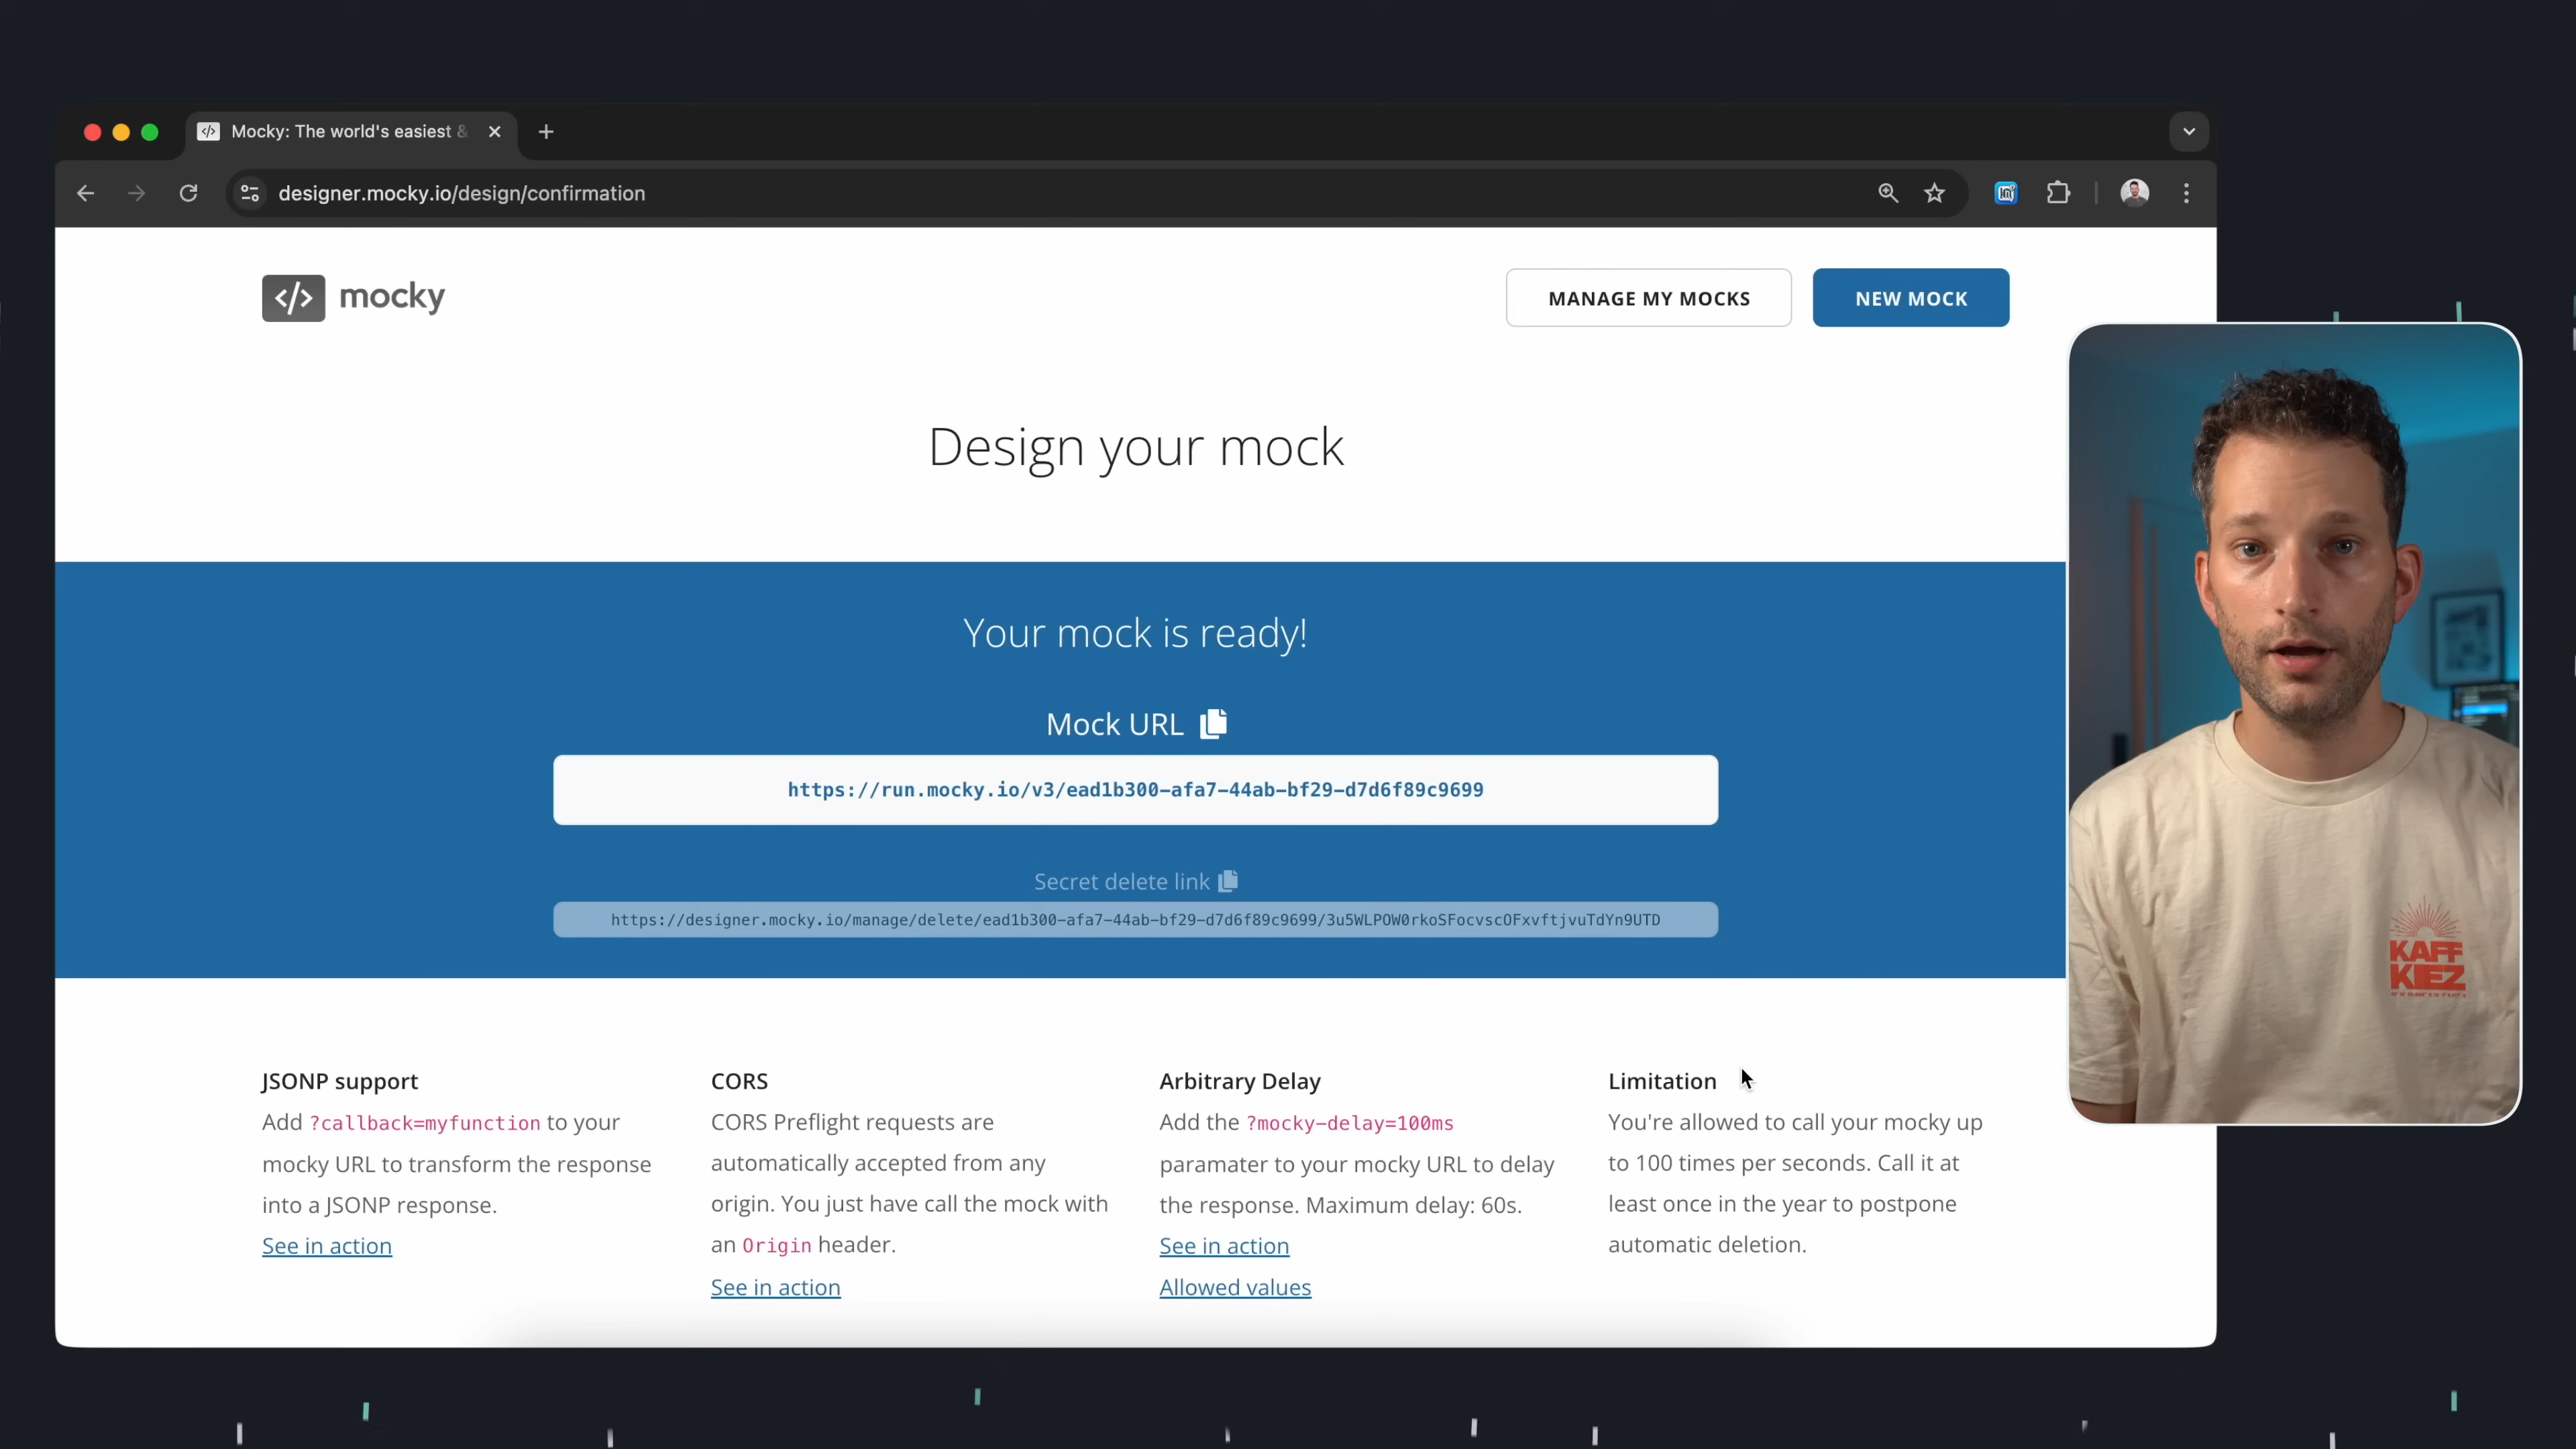 Mocky: The world's easiest &
designer.mocky.io/design/confirmation
</> mocky
MANAGE MY MOCKS
NEW MOCK
Design your mock
Your mock is ready!
Mock URL
https://run.mocky.io/v3/ead1b300-afa7-44ab-bf29-d7d6f89c9699
Secret delete link
https://designer.mocky.io/manage/delete/ead1b300-afa7-44ab-bf29-d7d6f89c9699/3u5WLPOW0rkoSFocvscOFxvftjvuTdYn9UTD
JSONP support
Add ?callback=myfunction to your
mocky URL to transform the response
into a JSONP response.
See in action
CORS
CORS Preflight requests are
automatically accepted from any
origin. You just have call the mock with
an Origin header.
See in action
Arbitrary Delay
Add the ?mocky-delay=100ms
paramater to your mocky URL to delay
the response. Maximum delay: 60s.
See in action
Allowed values
Limitation
You're allowed to call your mocky up
to 100 times per seconds. Call it at
least once in the year to postpone
automatic deletion.
KAFF
KIEZ